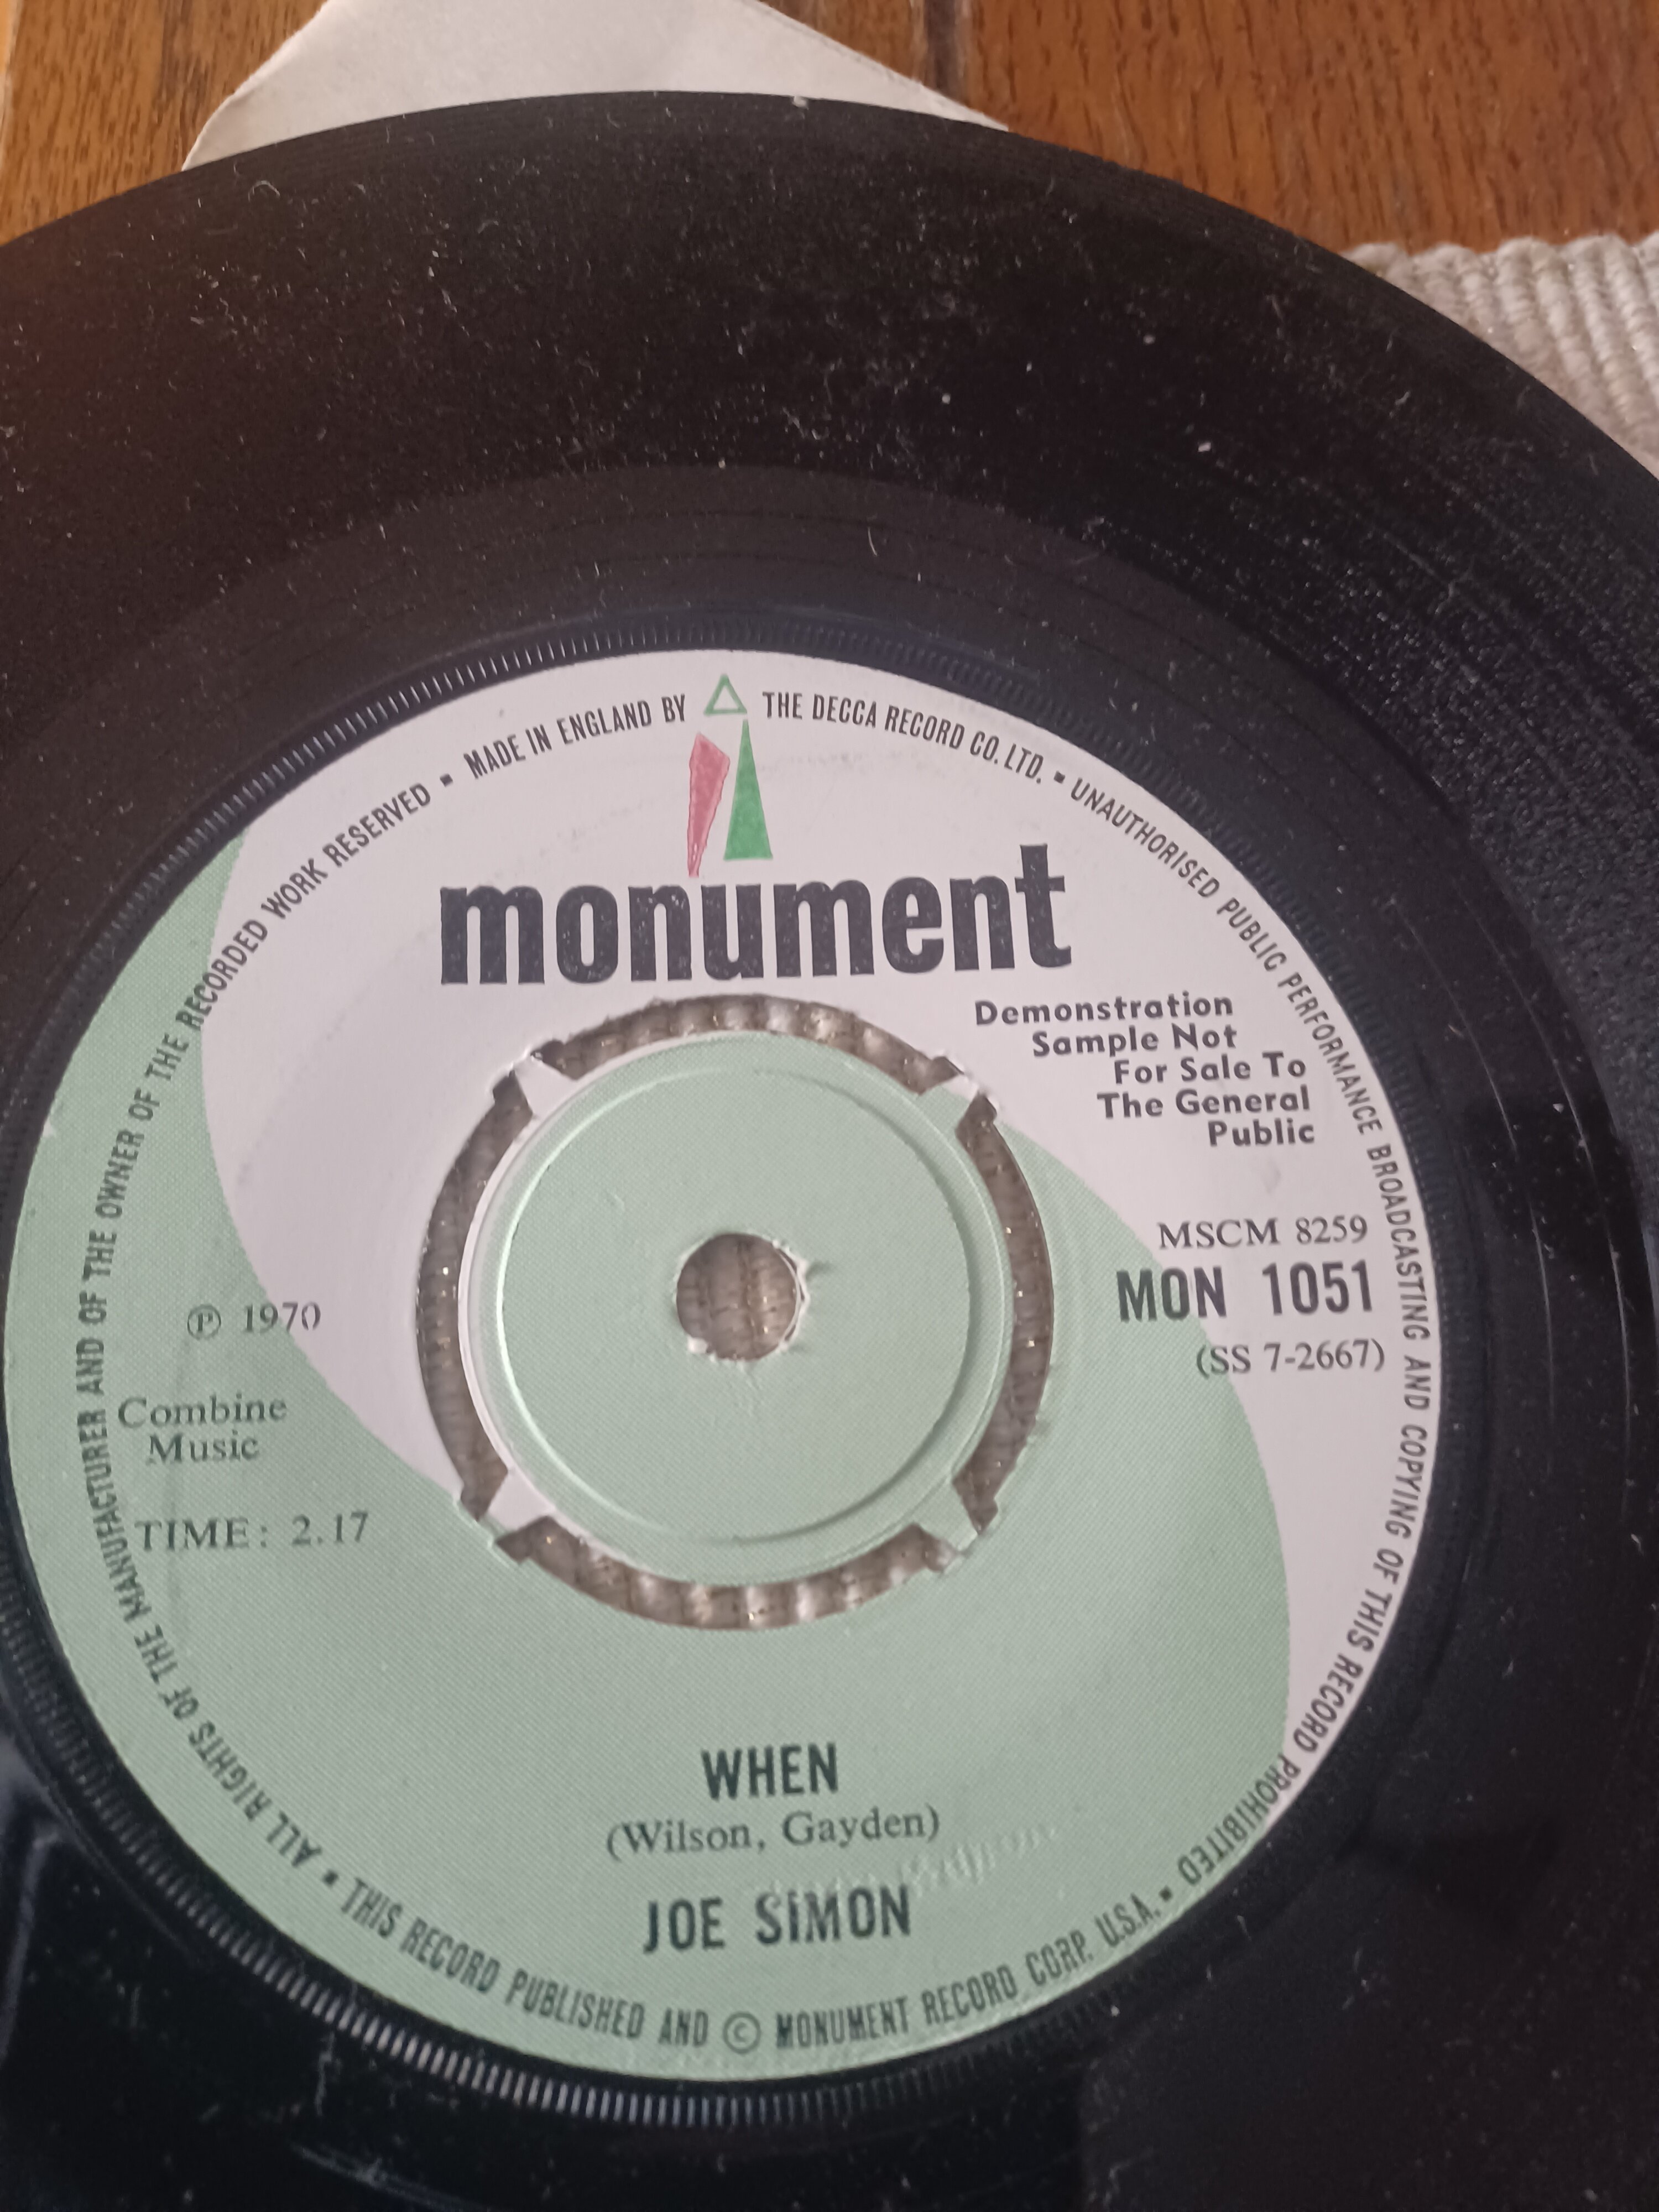 MADE IN ENGLAND BY THE DECCA RECORD CO. LTD. ▪ UNAUTHORISED PUBLIC PERFORMANCE BROADCASTING AND COPYING OF THIS RECORD PROHIBITED ▪
monument
Demonstration
Sample Not
For Sale To
The General
Public
MSCM 8259
MON 1051
(SS 7-2667)
℗ 1970
Combine
Music
TIME: 2.17
WHEN
(Wilson, Gayden)
JOE SIMON
THIS RECORD PUBLISHED AND © MONUMENT RECORD CORP. U.S.A. ▪
ALL RIGHTS OF THE MANUFACTURER AND OF THE OWNER OF THE RECORDED WORK RESERVED ▪